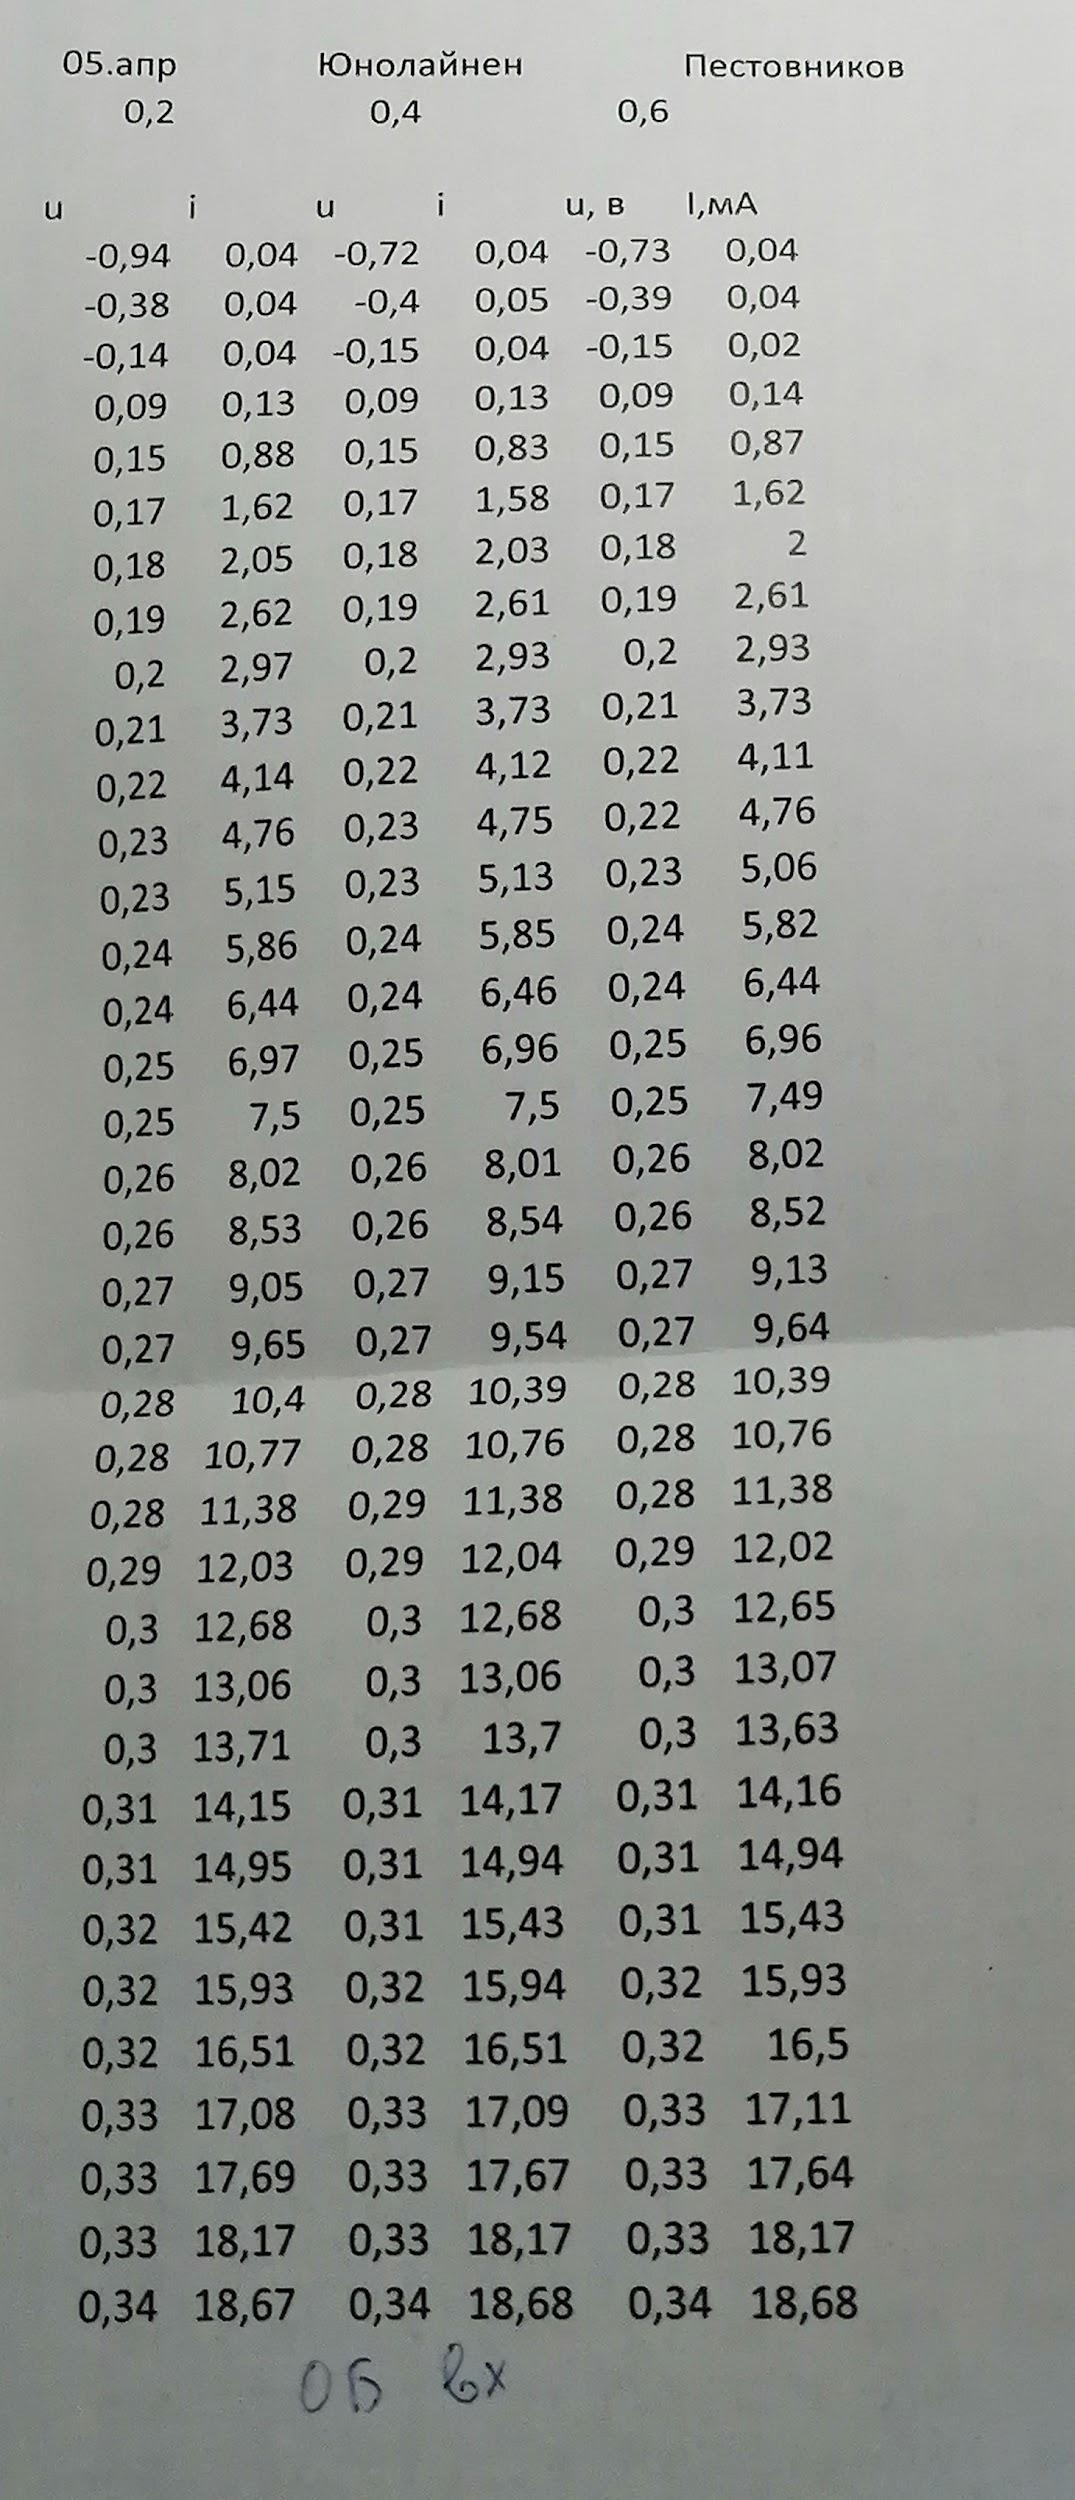 05.апр Юнолайнен Пестовников
0,2 0,4 0,6
u i u i u, в I,мА
-0,94 0,04 -0,72 0,04 -0,73 0,04
-0,38 0,04 -0,4 0,05 -0,39 0,04
-0,14 0,04 -0,15 0,04 -0,15 0,02
0,09 0,13 0,09 0,13 0,09 0,14
0,15 0,88 0,15 0,83 0,15 0,87
0,17 1,62 0,17 1,58 0,17 1,62
0,18 2,05 0,18 2,03 0,18 2
0,19 2,62 0,19 2,61 0,19 2,61
0,2 2,97 0,2 2,93 0,2 2,93
0,21 3,73 0,21 3,73 0,21 3,73
0,22 4,14 0,22 4,12 0,22 4,11
0,23 4,76 0,23 4,75 0,22 4,76
0,23 5,15 0,23 5,13 0,23 5,06
0,24 5,86 0,24 5,85 0,24 5,82
0,24 6,44 0,24 6,46 0,24 6,44
0,25 6,97 0,25 6,96 0,25 6,96
0,25 7,5 0,25 7,5 0,25 7,49
0,26 8,02 0,26 8,01 0,26 8,02
0,26 8,53 0,26 8,54 0,26 8,52
0,27 9,05 0,27 9,15 0,27 9,13
0,27 9,65 0,27 9,54 0,27 9,64
0,28 10,4 0,28 10,39 0,28 10,39
0,28 10,77 0,28 10,76 0,28 10,76
0,28 11,38 0,29 11,38 0,28 11,38
0,29 12,03 0,29 12,04 0,29 12,02
0,3 12,68 0,3 12,68 0,3 12,65
0,3 13,06 0,3 13,06 0,3 13,07
0,3 13,71 0,3 13,7 0,3 13,63
0,31 14,15 0,31 14,17 0,31 14,16
0,31 14,95 0,31 14,94 0,31 14,94
0,32 15,42 0,31 15,43 0,31 15,43
0,32 15,93 0,32 15,94 0,32 15,93
0,32 16,51 0,32 16,51 0,32 16,5
0,33 17,08 0,33 17,09 0,33 17,11
0,33 17,69 0,33 17,67 0,33 17,64
0,33 18,17 0,33 18,17 0,33 18,17
0,34 18,67 0,34 18,68 0,34 18,68
ОБ вх